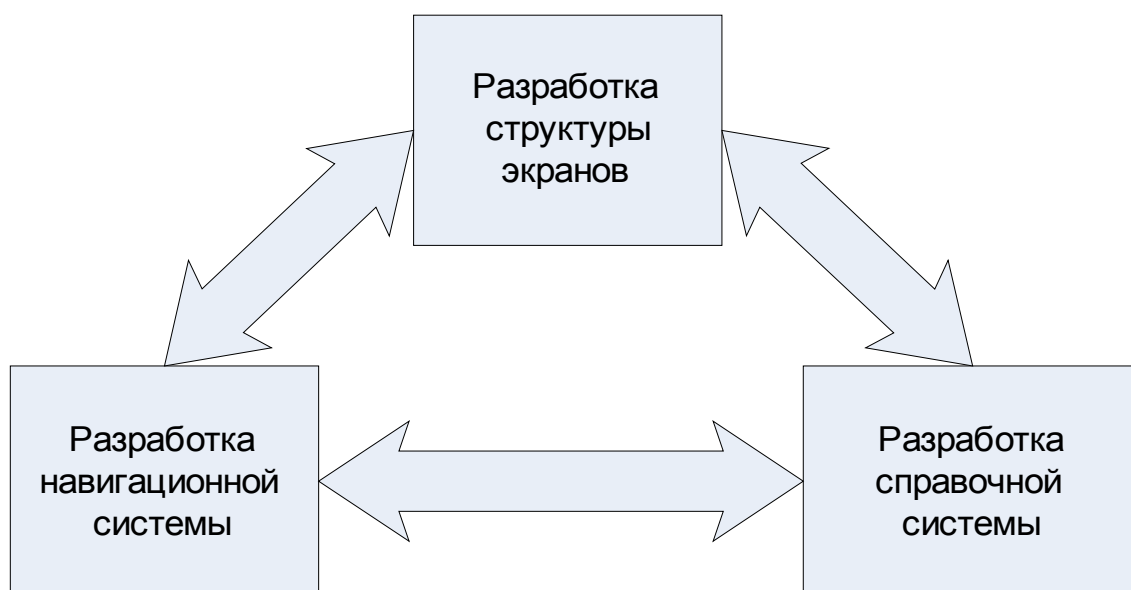 Разработка
структуры
экранов
Разработка
навигационной
системы
Разработка
справочной
системы